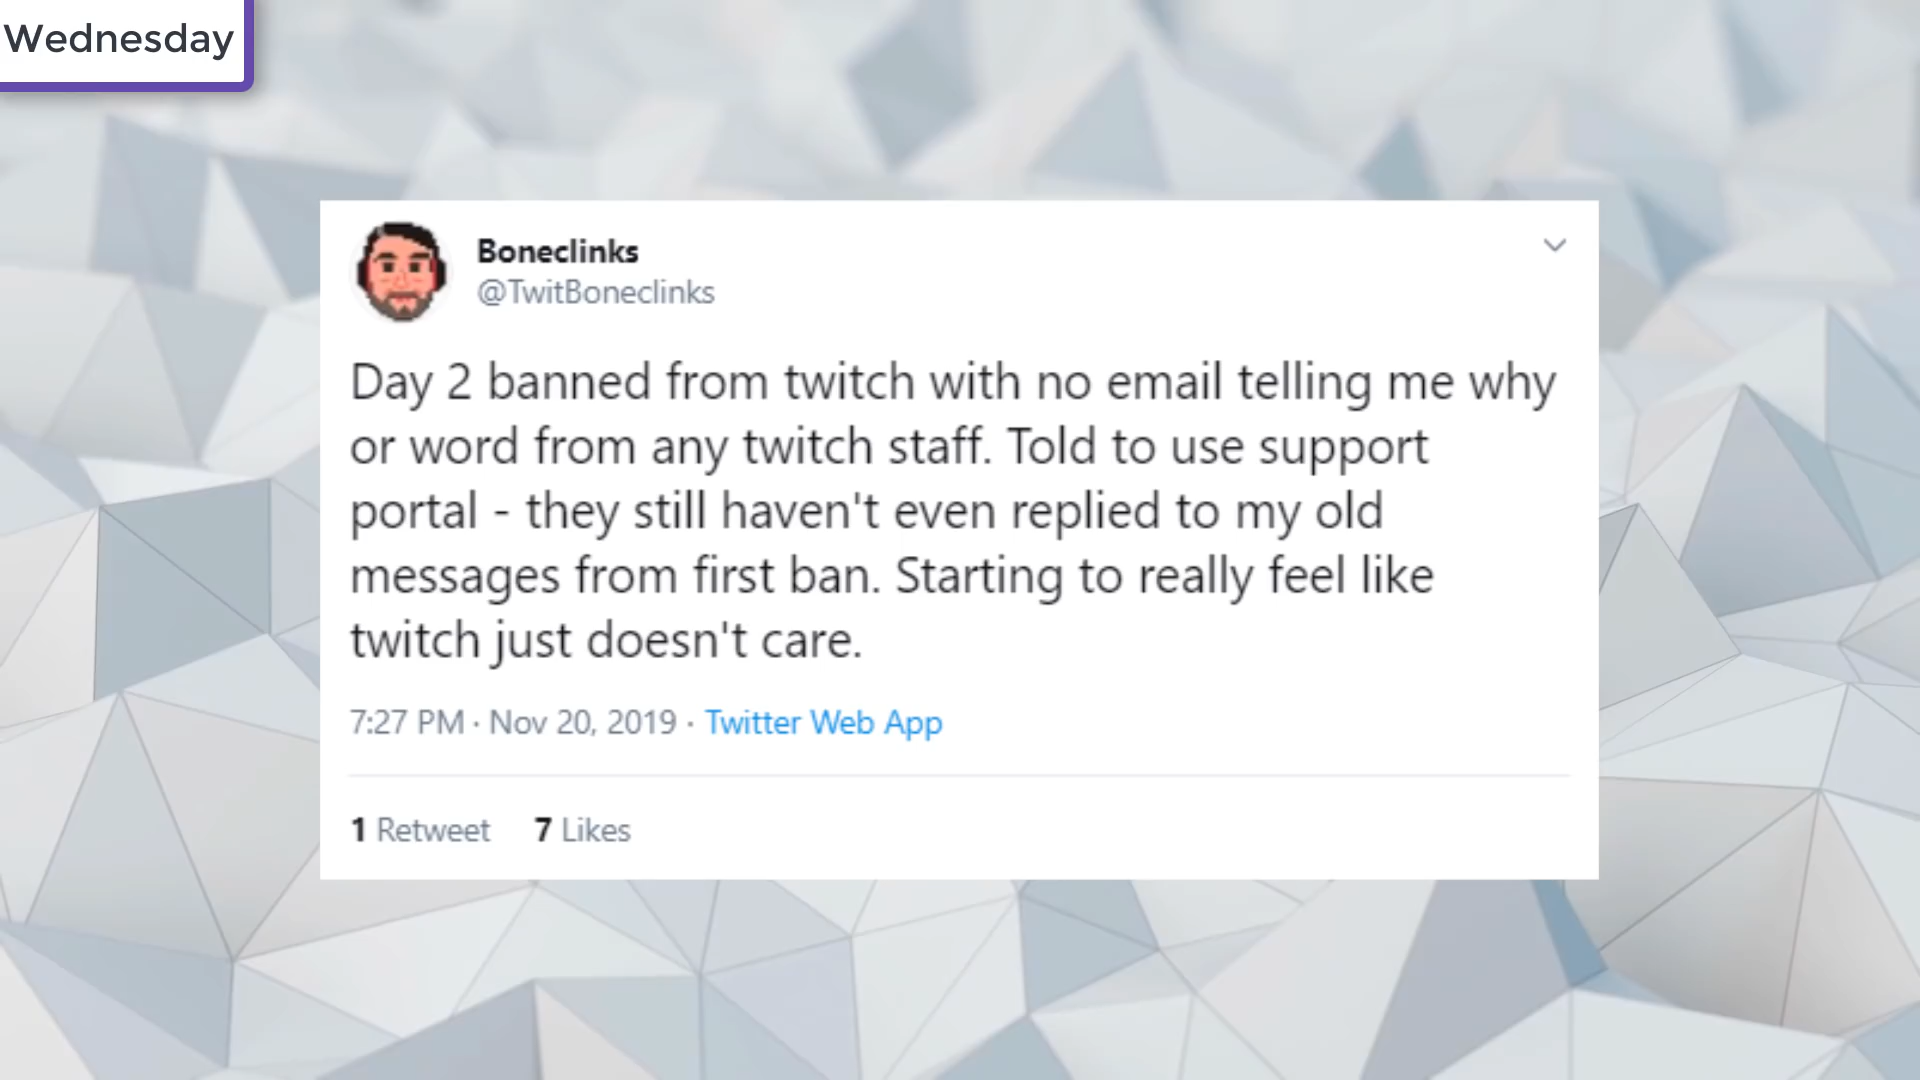 Wednesday
Boneclinks
@TwitBoneclinks
Day 2 banned from twitch with no email telling me why
or word from any twitch staff. Told to use support
portal - they still haven't even replied to my old
messages from first ban. Starting to really feel like
twitch just doesn't care.
7:27 PM · Nov 20, 2019 · Twitter Web App
1 Retweet 7 Likes